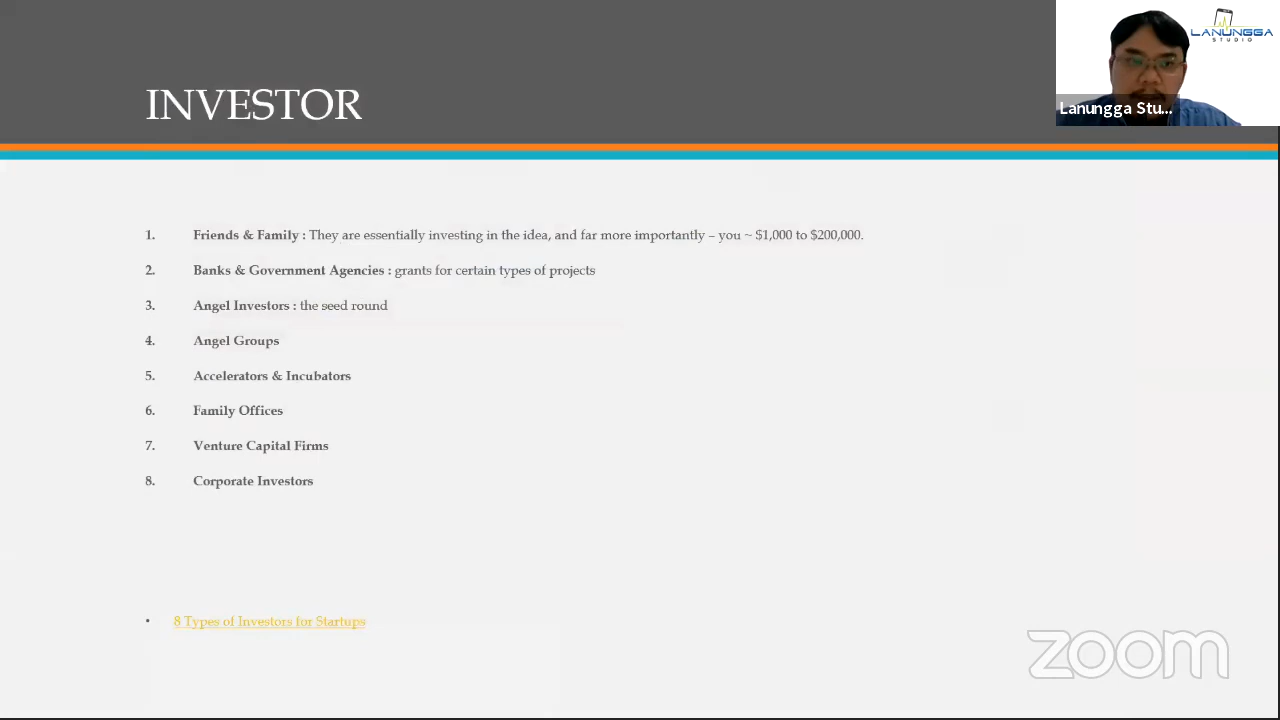 INVESTOR
LANUNGGA
STUDIO
Lanungga Stu...
1. Friends & Family : They are essentially investing in the idea, and far more importantly – you ~ $1,000 to $200,000.
2. Banks & Government Agencies : grants for certain types of projects
3. Angel Investors : the seed round
4. Angel Groups
5. Accelerators & Incubators
6. Family Offices
7. Venture Capital Firms
8. Corporate Investors
• 8 Types of Investors for Startups
zoom